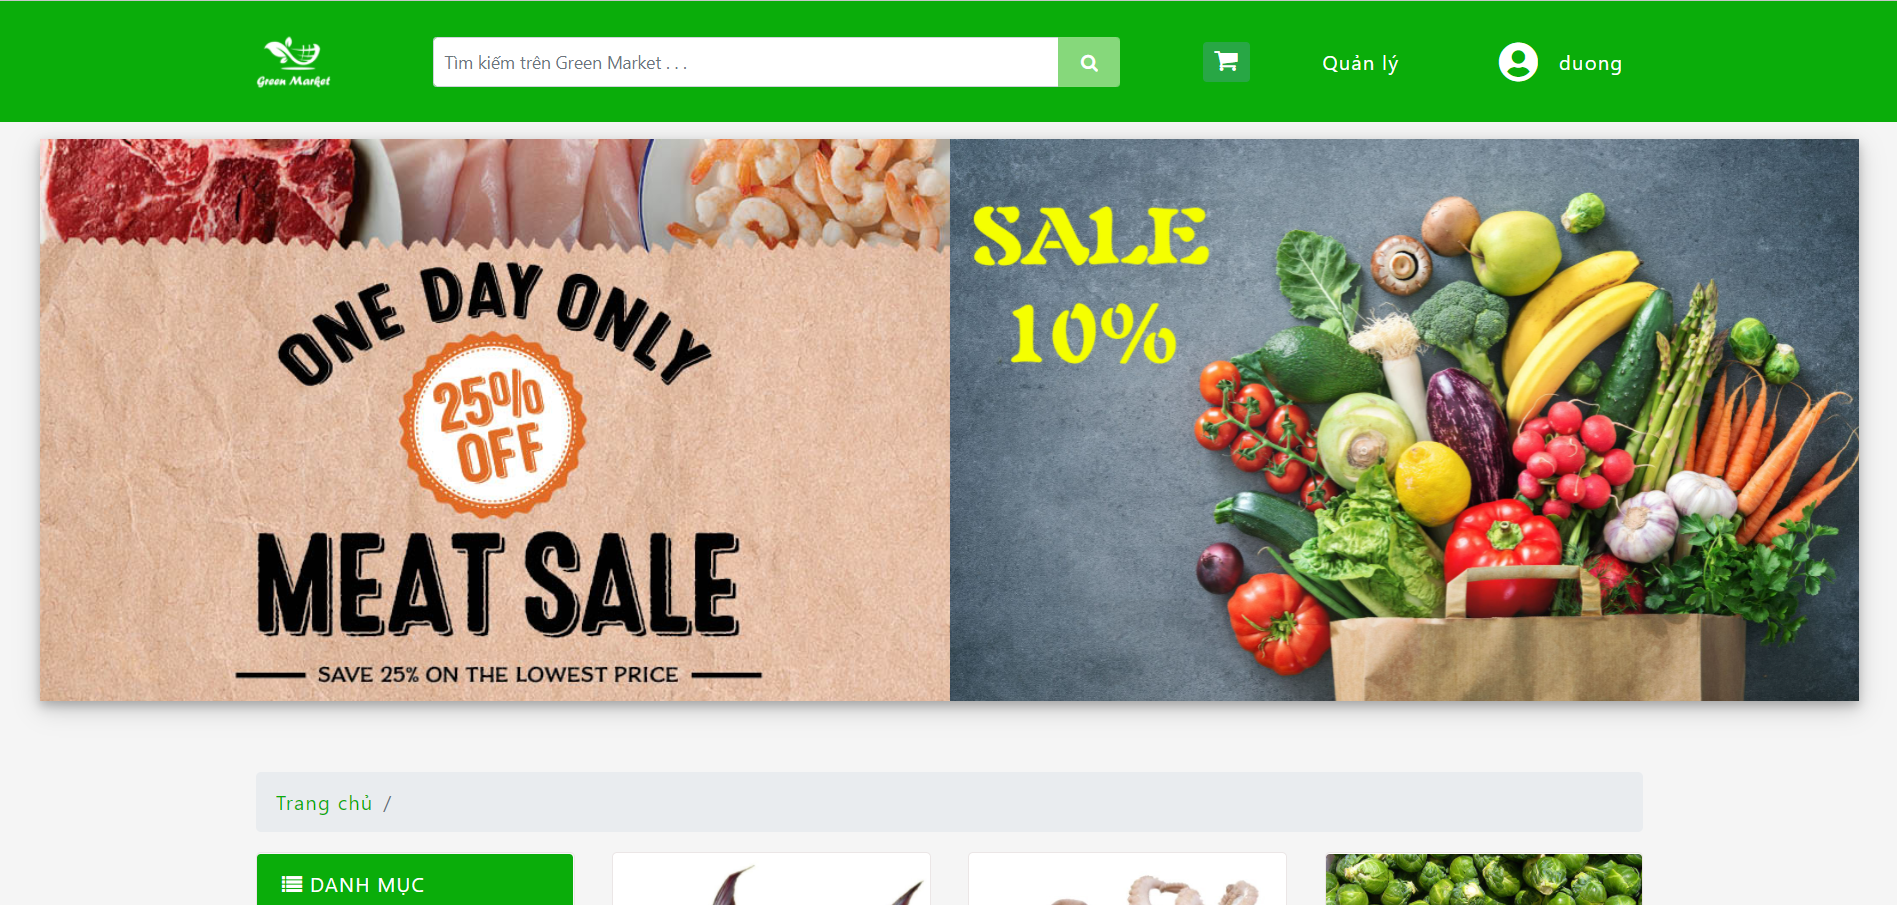 Green Market
Tìm kiếm trên Green Market . . .
Quản lý
duong
ONE DAY ONLY
25%
OFF
MEAT SALE
SAVE 25% ON THE LOWEST PRICE
SALE
10%
Trang chủ /
DANH MỤC